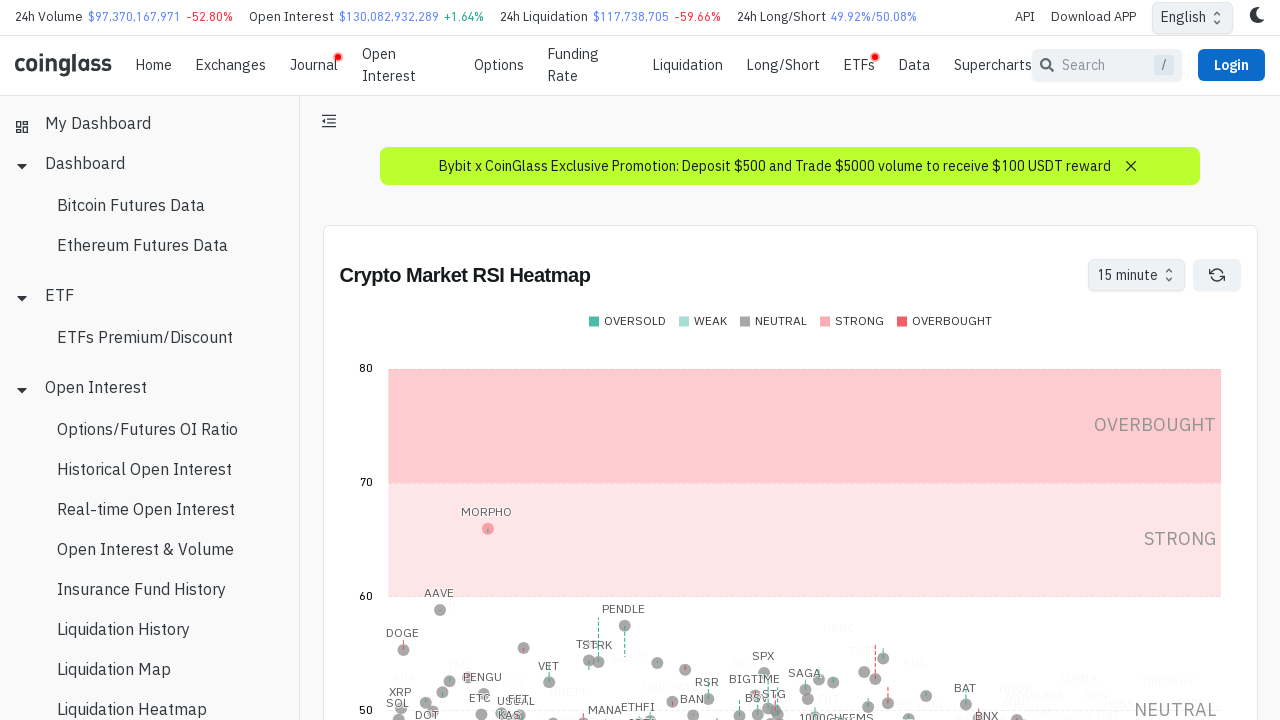 24h Volume $97,370,167,971 -52.80% Open Interest $130,082,932,289 +1.64% 24h Liquidation $117,738,705 -59.66% 24h Long/Short 49.92%/50.08% API Download APP English
coinglass Home Exchanges Journal Open Interest Options Funding Rate Liquidation Long/Short ETFs Data Supercharts Search / Login
My Dashboard
Dashboard
Bitcoin Futures Data
Ethereum Futures Data
ETF
ETFs Premium/Discount
Open Interest
Options/Futures OI Ratio
Historical Open Interest
Real-time Open Interest
Open Interest & Volume
Insurance Fund History
Liquidation History
Liquidation Map
Liquidation Heatmap
Bybit x CoinGlass Exclusive Promotion: Deposit $500 and Trade $5000 volume to receive $100 USDT reward
Crypto Market RSI Heatmap
15 minute
OVERSOLD WEAK NEUTRAL STRONG OVERBOUGHT
80
OVERBOUGHT
70
MORPHO
STRONG
60
AAVE
PENDLE
DOGE
STRK
SPX
VET
SAGA
PENGU
BIGTIME
RSR
BAT
XRP
ETC
BAN
SOL
MANA
ETHFI
DOT
KAS
BNX
50
NEUTRAL